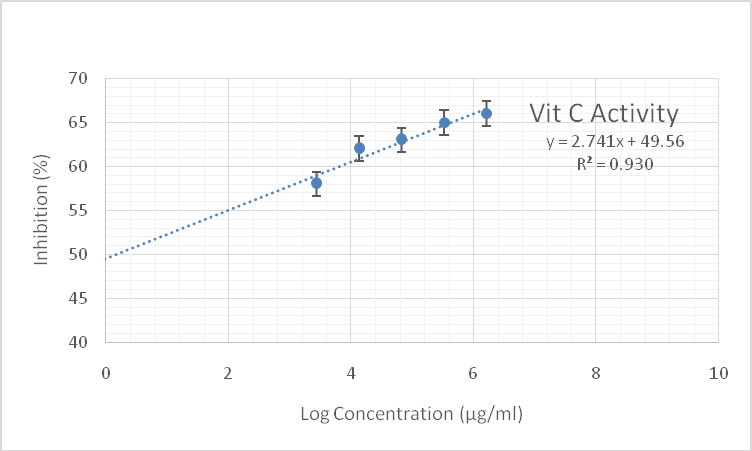 Vit C Activity
y = 2.741x + 49.56
R² = 0.930
70
65
60
55
50
45
40
Inhibition (%)
0 2 4 6 8 10
Log Concentration (µg/ml)